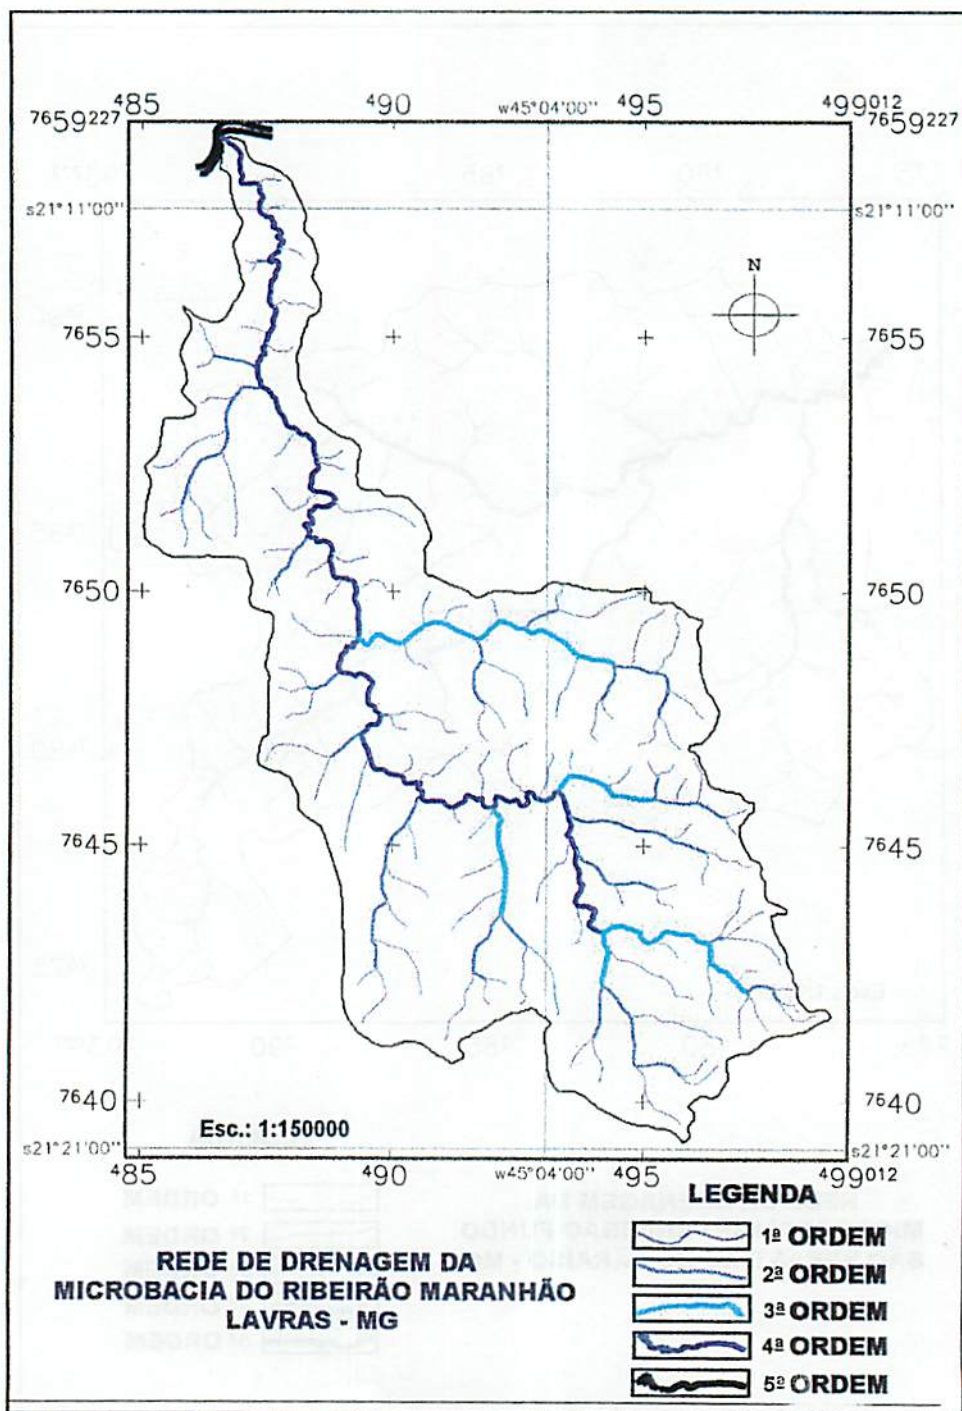 485 490 w45°04'00'' 495 499012
7659227 7659227
s21°11'00'' s21°11'00''
N
7655 7655
7650 7650
7645 7645
7640 7640
Esc.: 1:150000
s21°21'00'' s21°21'00''
485 490 w45°04'00'' 495 499012
LEGENDA
1ª ORDEM
2ª ORDEM
3ª ORDEM
4ª ORDEM
5ª ORDEM
REDE DE DRENAGEM DA
MICROBACIA DO RIBEIRÃO MARANHÃO
LAVRAS - MG